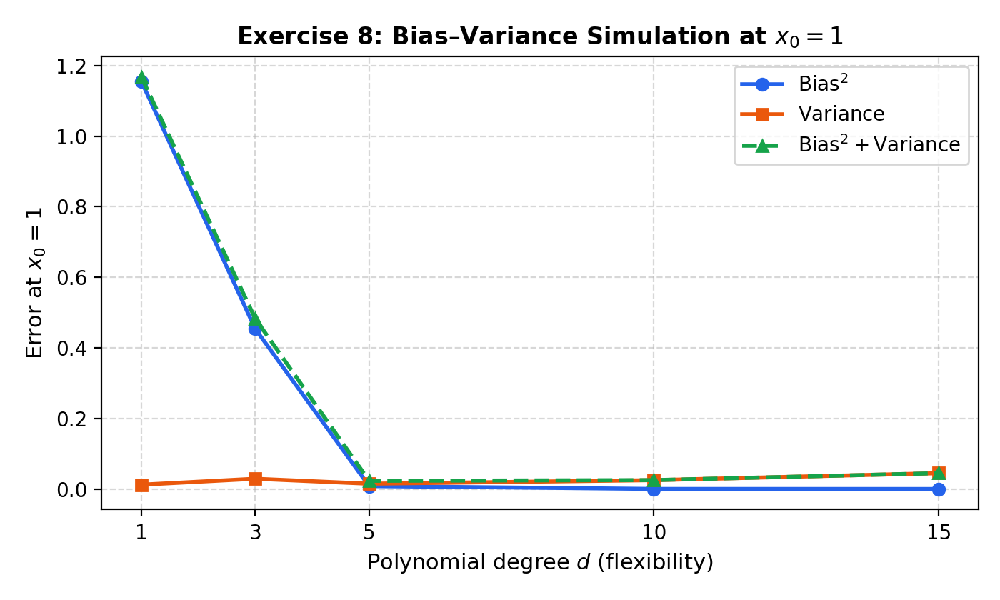 Exercise 8: Bias–Variance Simulation at x₀ = 1
Bias²
Variance
Bias² + Variance
Error at x₀ = 1
1.2
1.0
0.8
0.6
0.4
0.2
0.0
1 3 5 10 15
Polynomial degree d (flexibility)